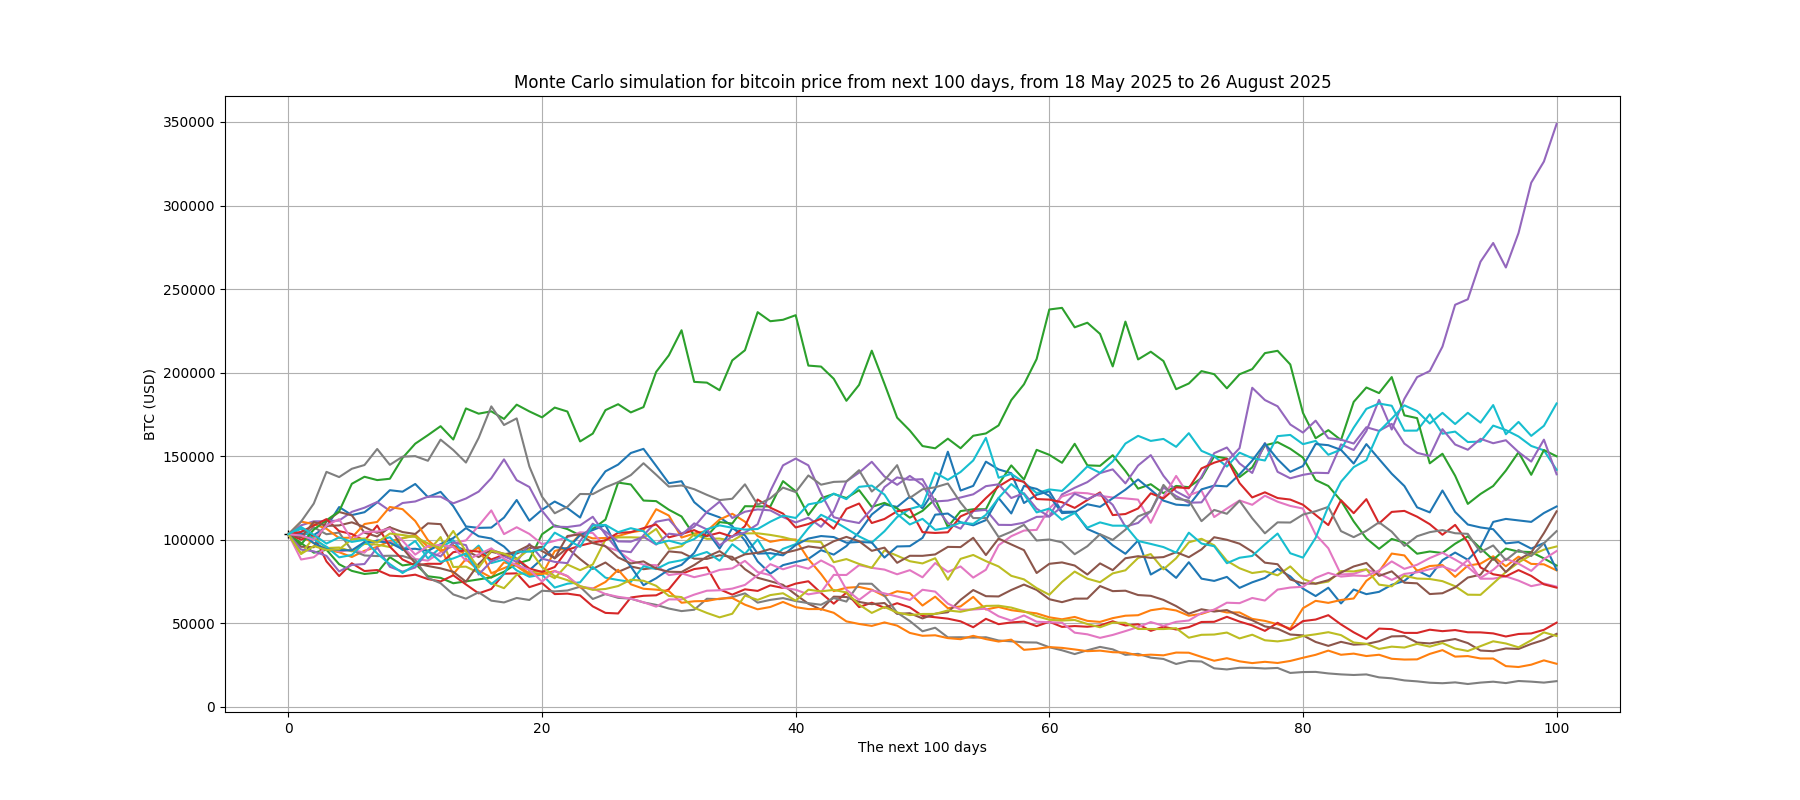 Monte Carlo simulation for bitcoin price from next 100 days, from 18 May 2025 to 26 August 2025
350000
300000
250000
200000
150000
100000
50000
0
BTC (USD)
0 20 40 60 80 100
The next 100 days